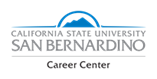 CALIFORNIA STATE UNIVERSITY
SAN BERNARDINO
Career Center